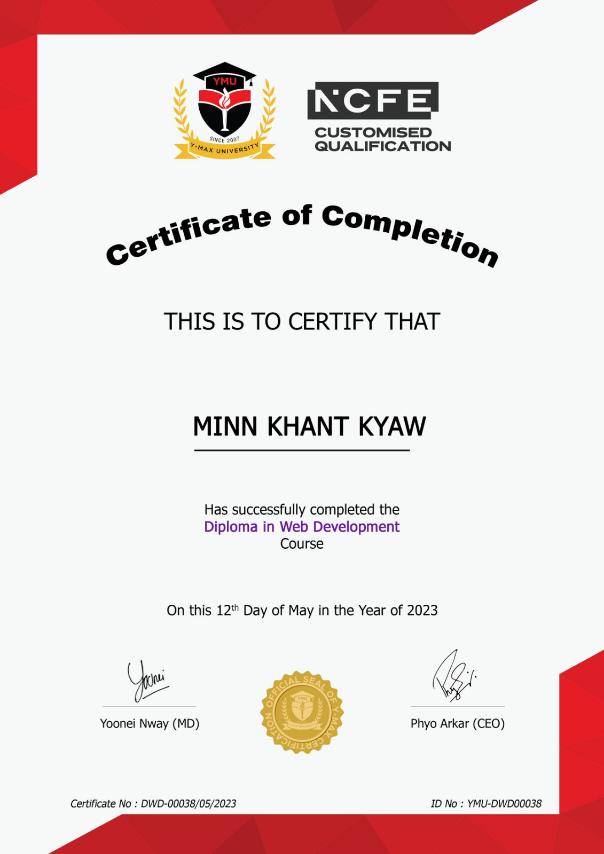 YMU
SINCE 2007
Y-MAX UNIVERSITY
NCFE
CUSTOMISED
QUALIFICATION
Certificate of Completion
THIS IS TO CERTIFY THAT
MINN KHANT KYAW
Has successfully completed the
Diploma in Web Development
Course
On this 12th Day of May in the Year of 2023
Yoonei
Yoonei Nway (MD)
OFFICIAL SEAL OF Y-MAX CERTIFICATION
Phyo Arkar (CEO)
Certificate No : DWD-00038/05/2023
ID No : YMU-DWD00038